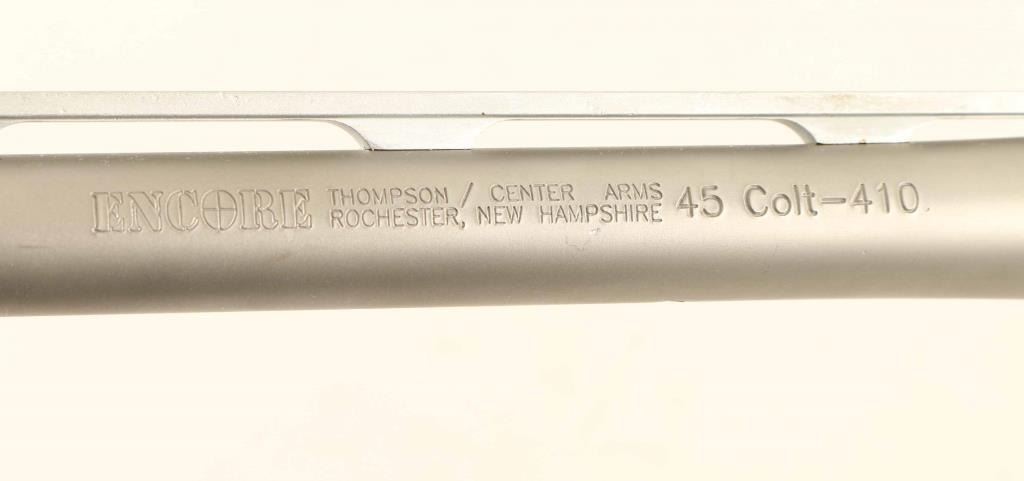 ENCORE
THOMPSON / CENTER ARMS
ROCHESTER, NEW HAMPSHIRE
45 Colt-410.